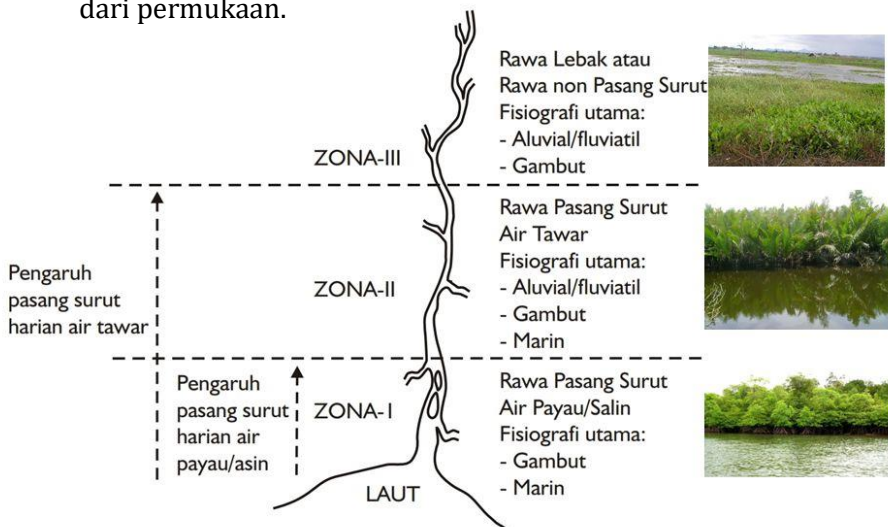 dari permukaan.
Rawa Lebak atau
Rawa non Pasang Surut
Fisiografi utama:
- Aluvial/fluviatil
- Gambut
ZONA-III
Rawa Pasang Surut
Air Tawar
Fisiografi utama:
- Aluvial/fluviatil
- Gambut
- Marin
ZONA-II
Pengaruh
pasang surut
harian air tawar
Rawa Pasang Surut
Air Payau/Salin
Fisiografi utama:
- Gambut
- Marin
ZONA-I
Pengaruh
pasang surut
harian air
payau/asin
LAUT